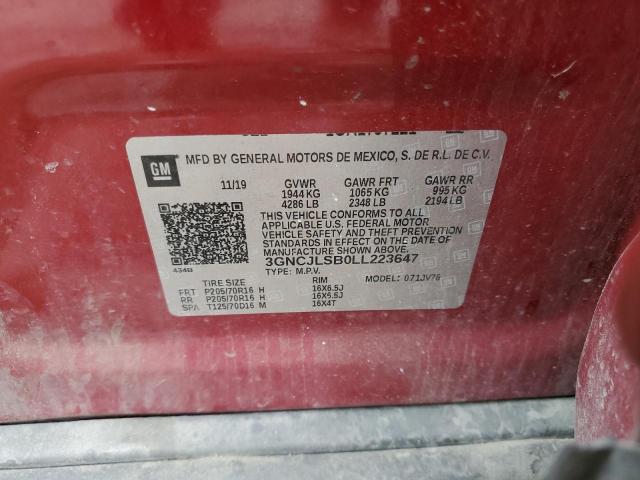 GM
MFD BY GENERAL MOTORS DE MEXICO, S. DE R.L. DE C.V.
11/19 GVWR GAWR FRT GAWR RR
1944 KG 1065 KG 995 KG
4286 LB 2348 LB 2194 LB
THIS VEHICLE CONFORMS TO ALL
APPLICABLE U.S. FEDERAL MOTOR
VEHICLE SAFETY AND THEFT PREVENTION
STANDARDS IN EFFECT ON THE DATE OF
MANUFACTURE SHOWN ABOVE.
3GNCJLSB0LL223647
434B TYPE: M.P.V. MODEL: 071JV76
TIRE SIZE RIM
FRT P205/70R16 H 16X6.5J
RR P205/70R16 H 16X6.5J
SPA T125/70D16 M 16X4T